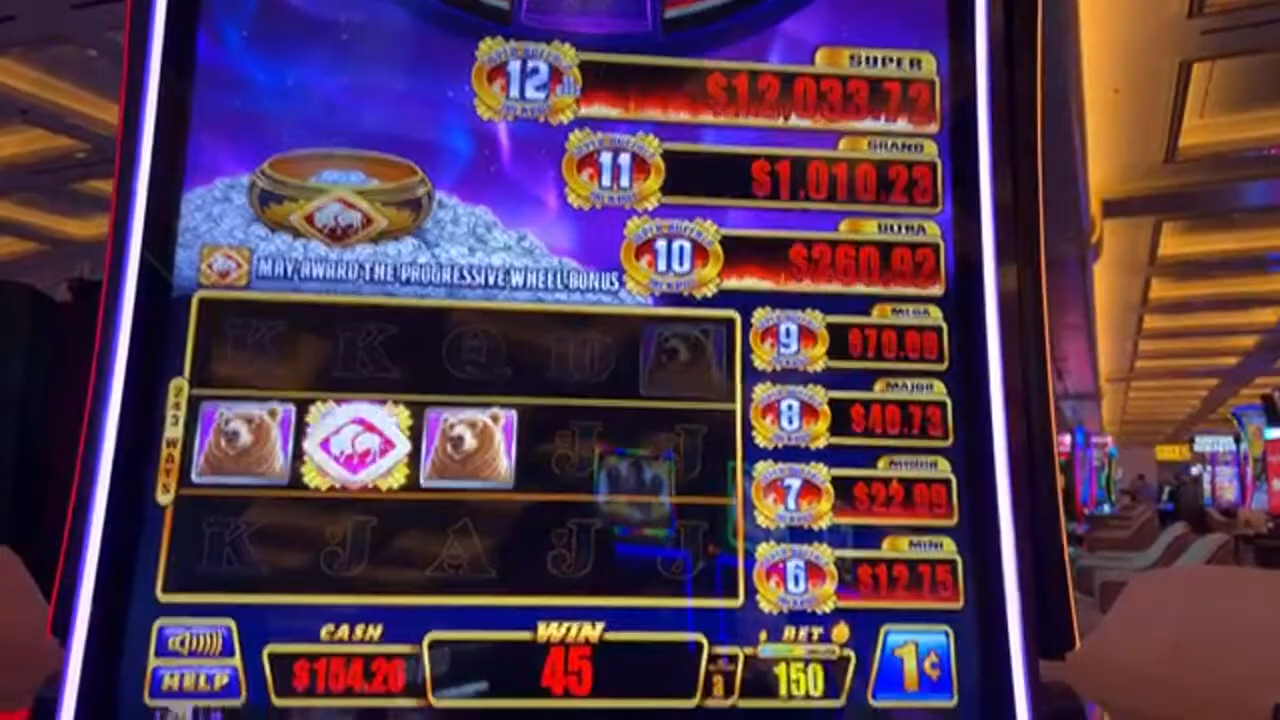 SUPER
12
$12,033.72
GRAND
11
$1,010.23
ULTRA
10
$260.92
MAY AWARD THE PROGRESSIVE WHEEL BONUS
MEGA
9
$70.00
K K Q 10
MAJOR
8
$40.73
243 WAYS
J J
7
$22.09
K J A J J
MINI
6
$12.75
CASH
WIN
BET
$154.20
45
3
150
1¢
HELP